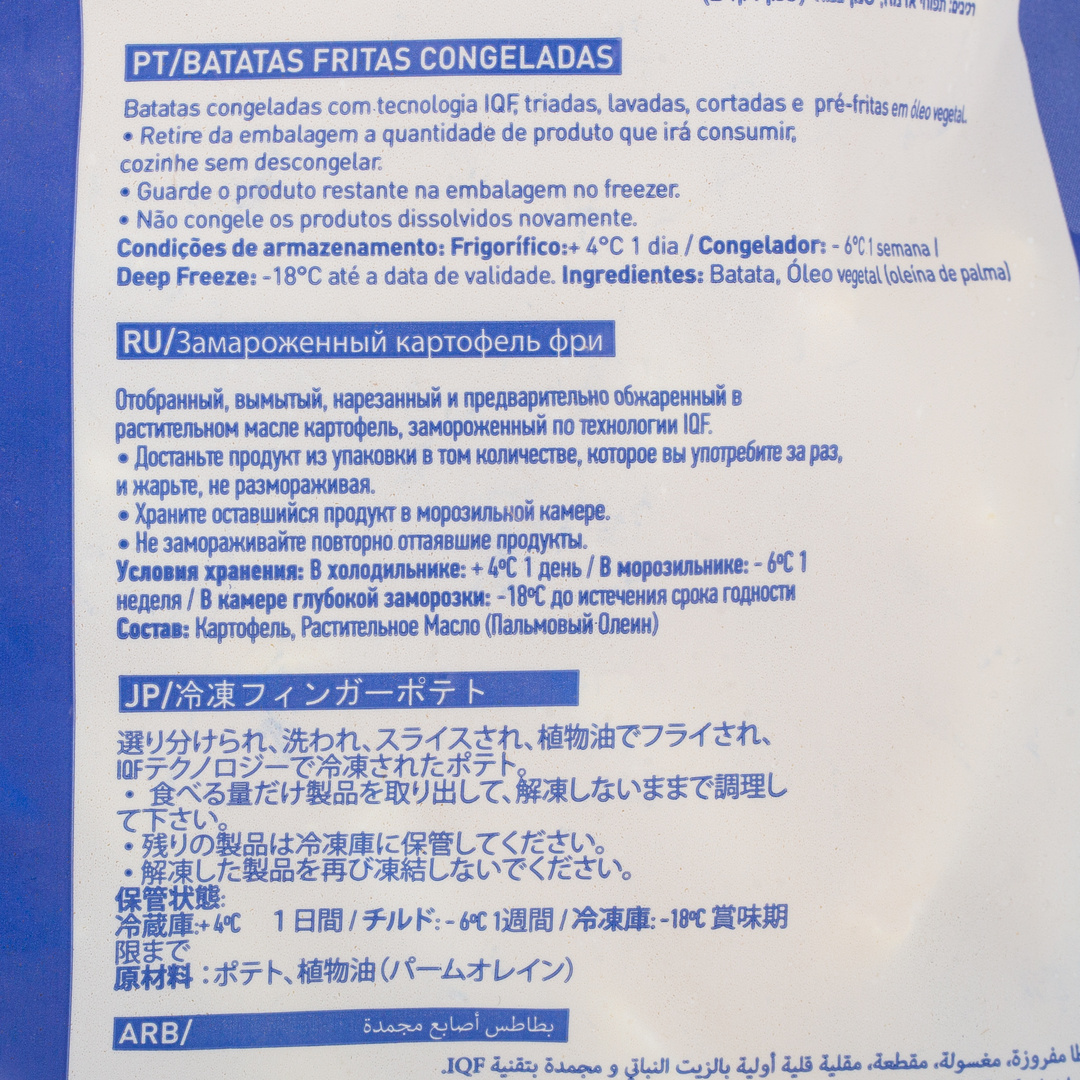 PT/BATATAS FRITAS CONGELADAS
Batatas congeladas com tecnologia IQF, triadas, lavadas, cortadas e pré-fritas em óleo vegetal.
• Retire da embalagem a quantidade de produto que irá consumir,
cozinhe sem descongelar.
• Guarde o produto restante na embalagem no freezer.
• Não congele os produtos dissolvidos novamente.
Condições de armazenamento: Frigorífico:+ 4°C 1 dia / Congelador: - 6°C 1 semana /
Deep Freeze: -18°C até a data de validade. Ingredientes: Batata, Óleo vegetal (oleína de palma)
RU/Замароженный картофель фри
Отобранный, вымытый, нарезанный и предварительно обжаренный в
растительном масле картофель, замороженный по технологии IQF.
• Достаньте продукт из упаковки в том количестве, которое вы употребите за раз,
и жарьте, не размораживая.
• Храните оставшийся продукт в морозильной камере.
• Не замораживайте повторно оттаявшие продукты.
Условия хранения: В холодильнике: + 4°C 1 день / В морозильнике: - 6°C 1
неделя / В камере глубокой заморозки: -18°C до истечения срока годности
Состав: Картофель, Растительное Масло (Пальмовый Олеин)
JP/冷凍フィンガーポテト
選り分けられ、洗われ、スライスされ、植物油でフライされ、
IQFテクノロジーで冷凍されたポテト。
• 食べる量だけ製品を取り出して、解凍しないままで調理し
て下さい。
• 残りの製品は冷凍庫に保管してください。
• 解凍した製品を再び凍結しないでください。
保管状態:
冷蔵庫:+ 4°C 1 日間 / チルド: - 6°C 1週間 / 冷凍庫: -18°C 賞味期
限まで
原材料：ポテト、植物油（パームオレイン）
ARB/ بطاطس أصابع مجمدة
مفروزة، مغسولة، مقطعة، مقلية قلية أولية بالزيت النباتي و مجمدة بتقنية IQF.